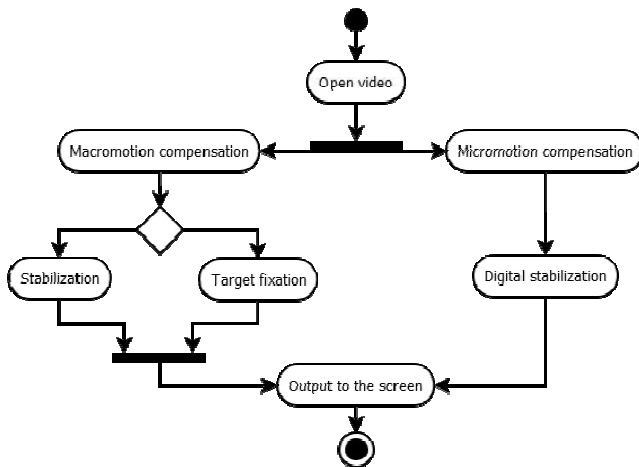 Open video
Macromotion compensation
Micromotion compensation
Stabilization
Target fixation
Digital stabilization
Output to the screen